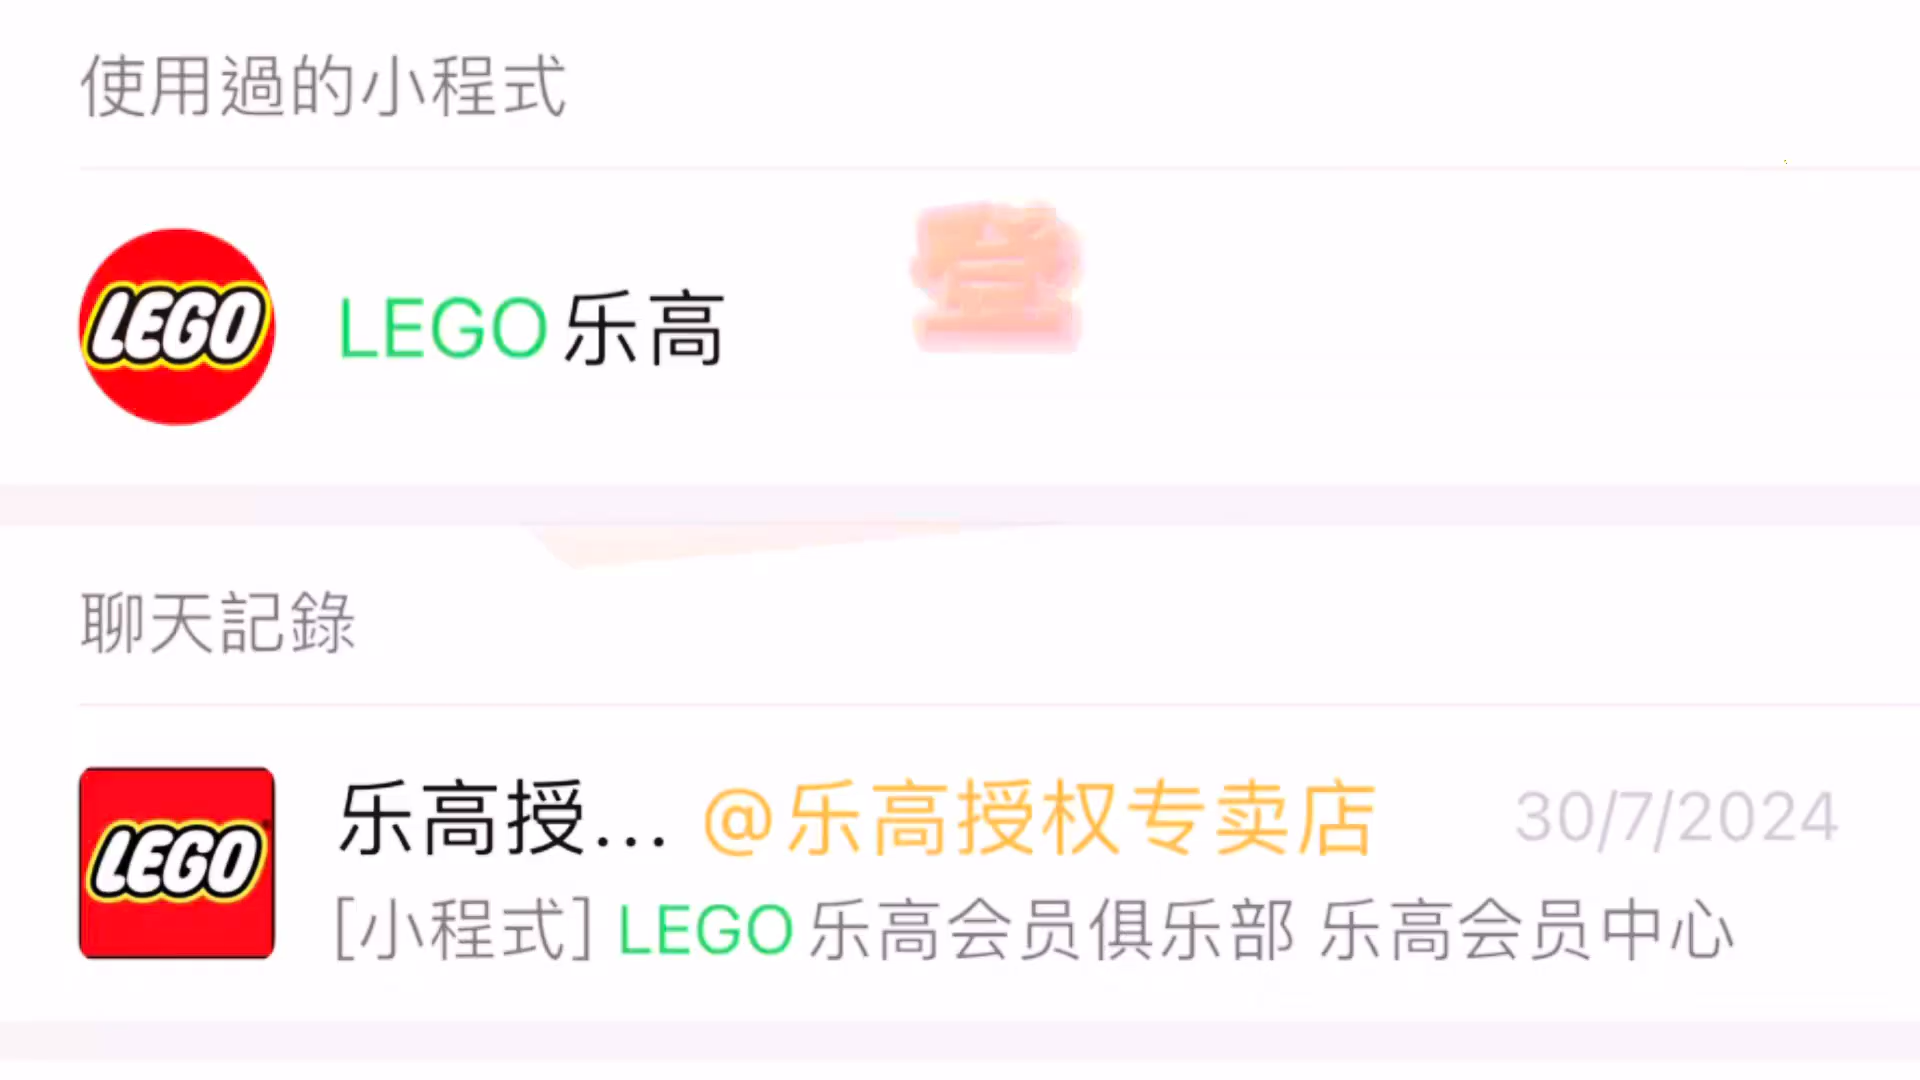 使用過的小程式
LEGO
LEGO乐高
登
聊天記錄
LEGO
乐高授... @乐高授权专卖店 30/7/2024
[小程式] LEGO乐高会员俱乐部 乐高会员中心